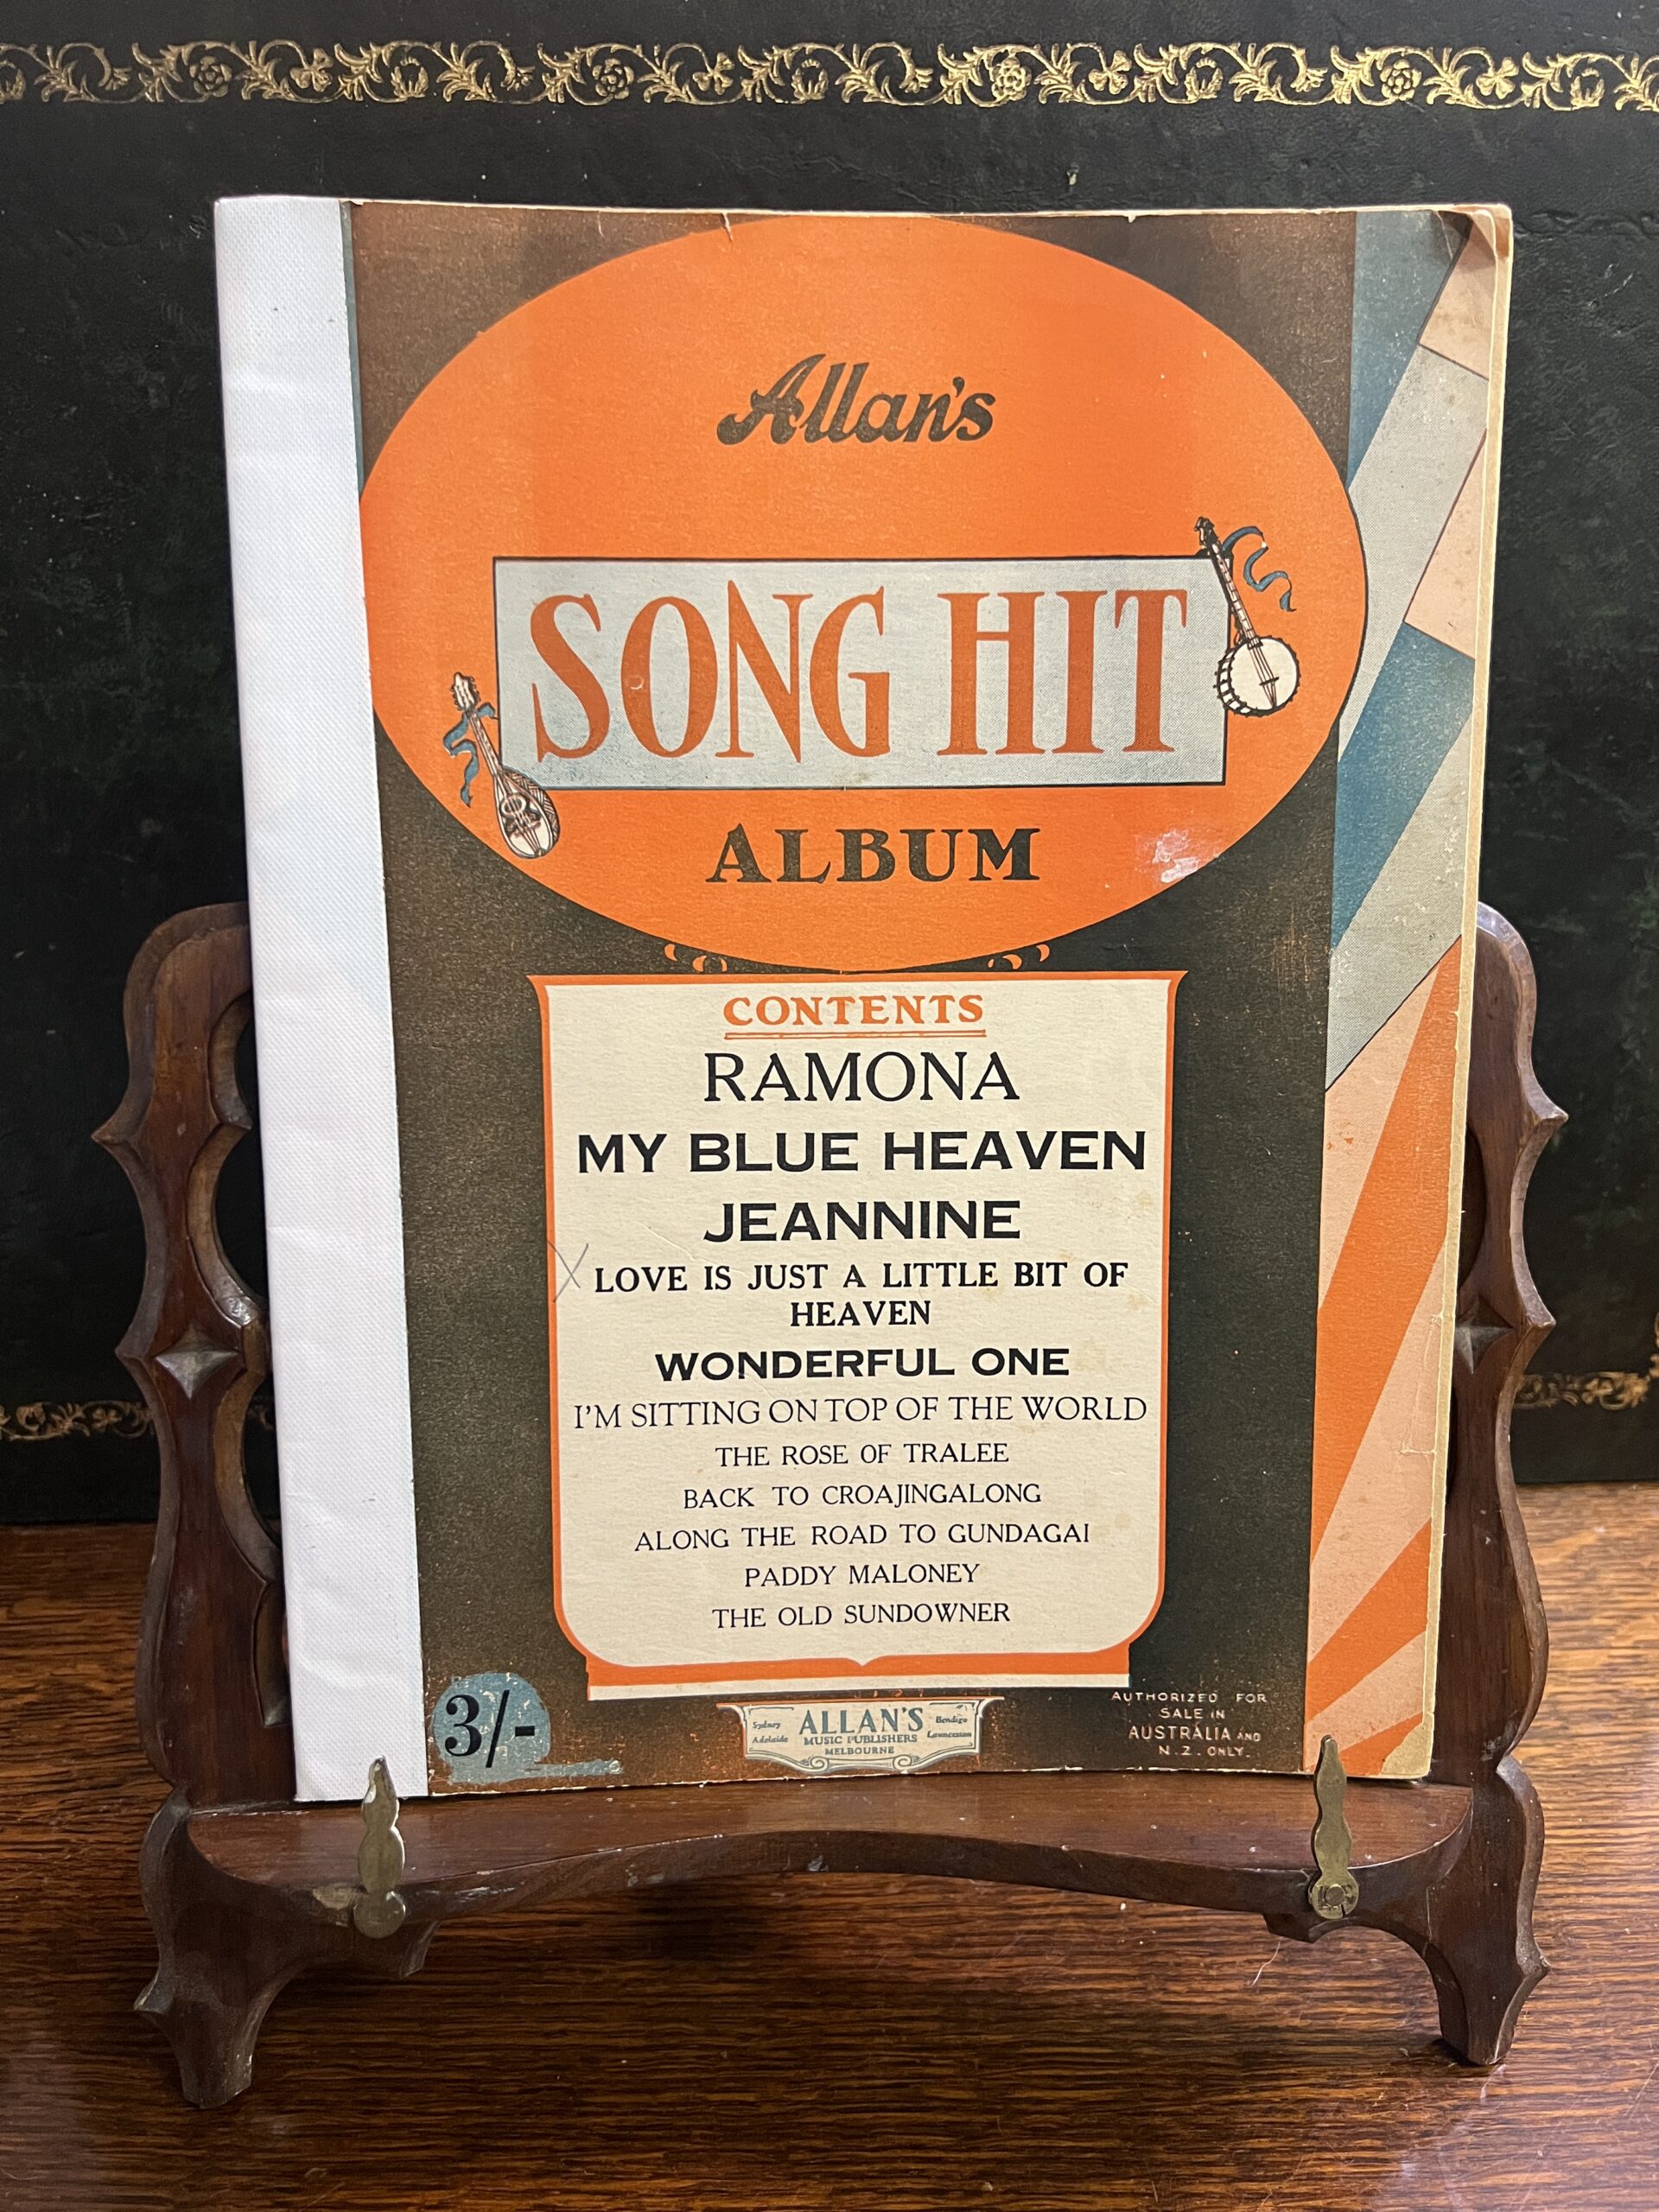 Allan's
SONG HIT
ALBUM
CONTENTS
RAMONA
MY BLUE HEAVEN
JEANNINE
X LOVE IS JUST A LITTLE BIT OF
HEAVEN
WONDERFUL ONE
I'M SITTING ON TOP OF THE WORLD
THE ROSE OF TRALEE
BACK TO CROAJINGALONG
ALONG THE ROAD TO GUNDAGAI
PADDY MALONEY
THE OLD SUNDOWNER
3/-
Sydney
Adelaide
ALLAN'S
MUSIC PUBLISHERS
MELBOURNE
Bendigo
Launceston
AUTHORIZED FOR
SALE IN
AUSTRALIA AND
N.Z. ONLY.